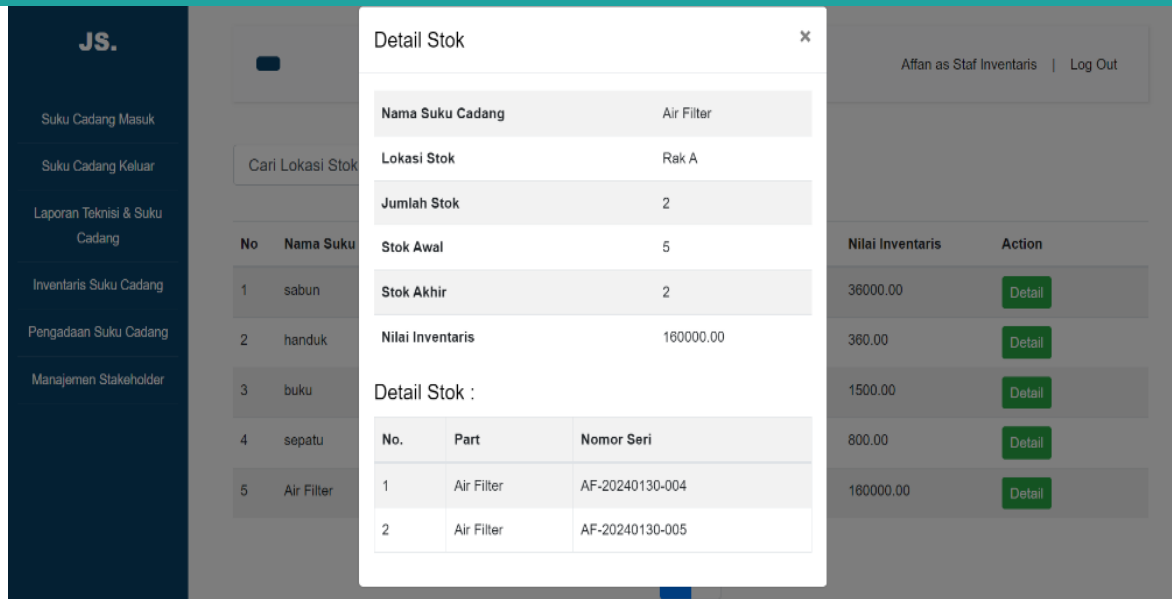 JS.
Suku Cadang Masuk
Suku Cadang Keluar
Laporan Teknisi & Suku
Cadang
Inventaris Suku Cadang
Pengadaan Suku Cadang
Manajemen Stakeholder
Affan as Staf Inventaris | Log Out
Cari Lokasi Stok
No Nama Suku Nilai Inventaris Action
1 sabun 36000.00 Detail
2 handuk 360.00 Detail
3 buku 1500.00 Detail
4 sepatu 800.00 Detail
5 Air Filter 160000.00 Detail
Detail Stok ×
Nama Suku Cadang Air Filter
Lokasi Stok Rak A
Jumlah Stok 2
Stok Awal 5
Stok Akhir 2
Nilai Inventaris 160000.00
Detail Stok :
No. Part Nomor Seri
1 Air Filter AF-20240130-004
2 Air Filter AF-20240130-005